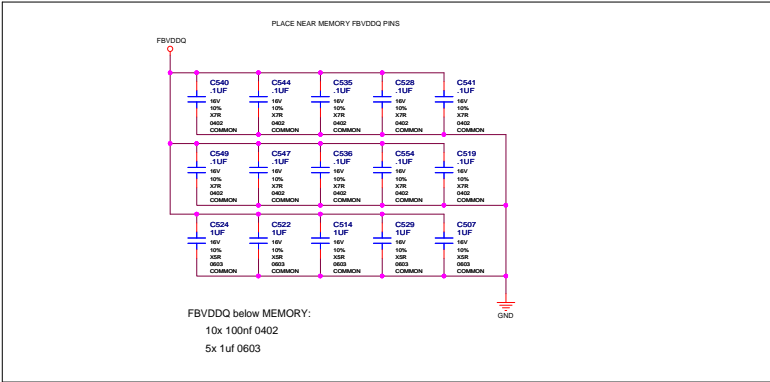 PLACE NEAR MEMORY FBVDDQ PINS
FBVDDQ
C540
.1UF
16V
10%
X7R
0402
COMMON
C544
.1UF
16V
10%
X7R
0402
COMMON
C535
.1UF
16V
10%
X7R
0402
COMMON
C528
.1UF
16V
10%
X7R
0402
COMMON
C541
.1UF
16V
10%
X7R
0402
COMMON
C549
.1UF
16V
10%
X7R
0402
COMMON
C547
.1UF
16V
10%
X7R
0402
COMMON
C536
.1UF
16V
10%
X7R
0402
COMMON
C554
.1UF
16V
10%
X7R
0402
COMMON
C519
.1UF
16V
10%
X7R
0402
COMMON
C524
1UF
16V
10%
X5R
0603
COMMON
C522
1UF
16V
10%
X5R
0603
COMMON
C514
1UF
16V
10%
X5R
0603
COMMON
C529
1UF
16V
10%
X5R
0603
COMMON
C507
1UF
16V
10%
X5R
0603
COMMON
GND
FBVDDQ below MEMORY:
10x 100nf 0402
5x 1uf 0603